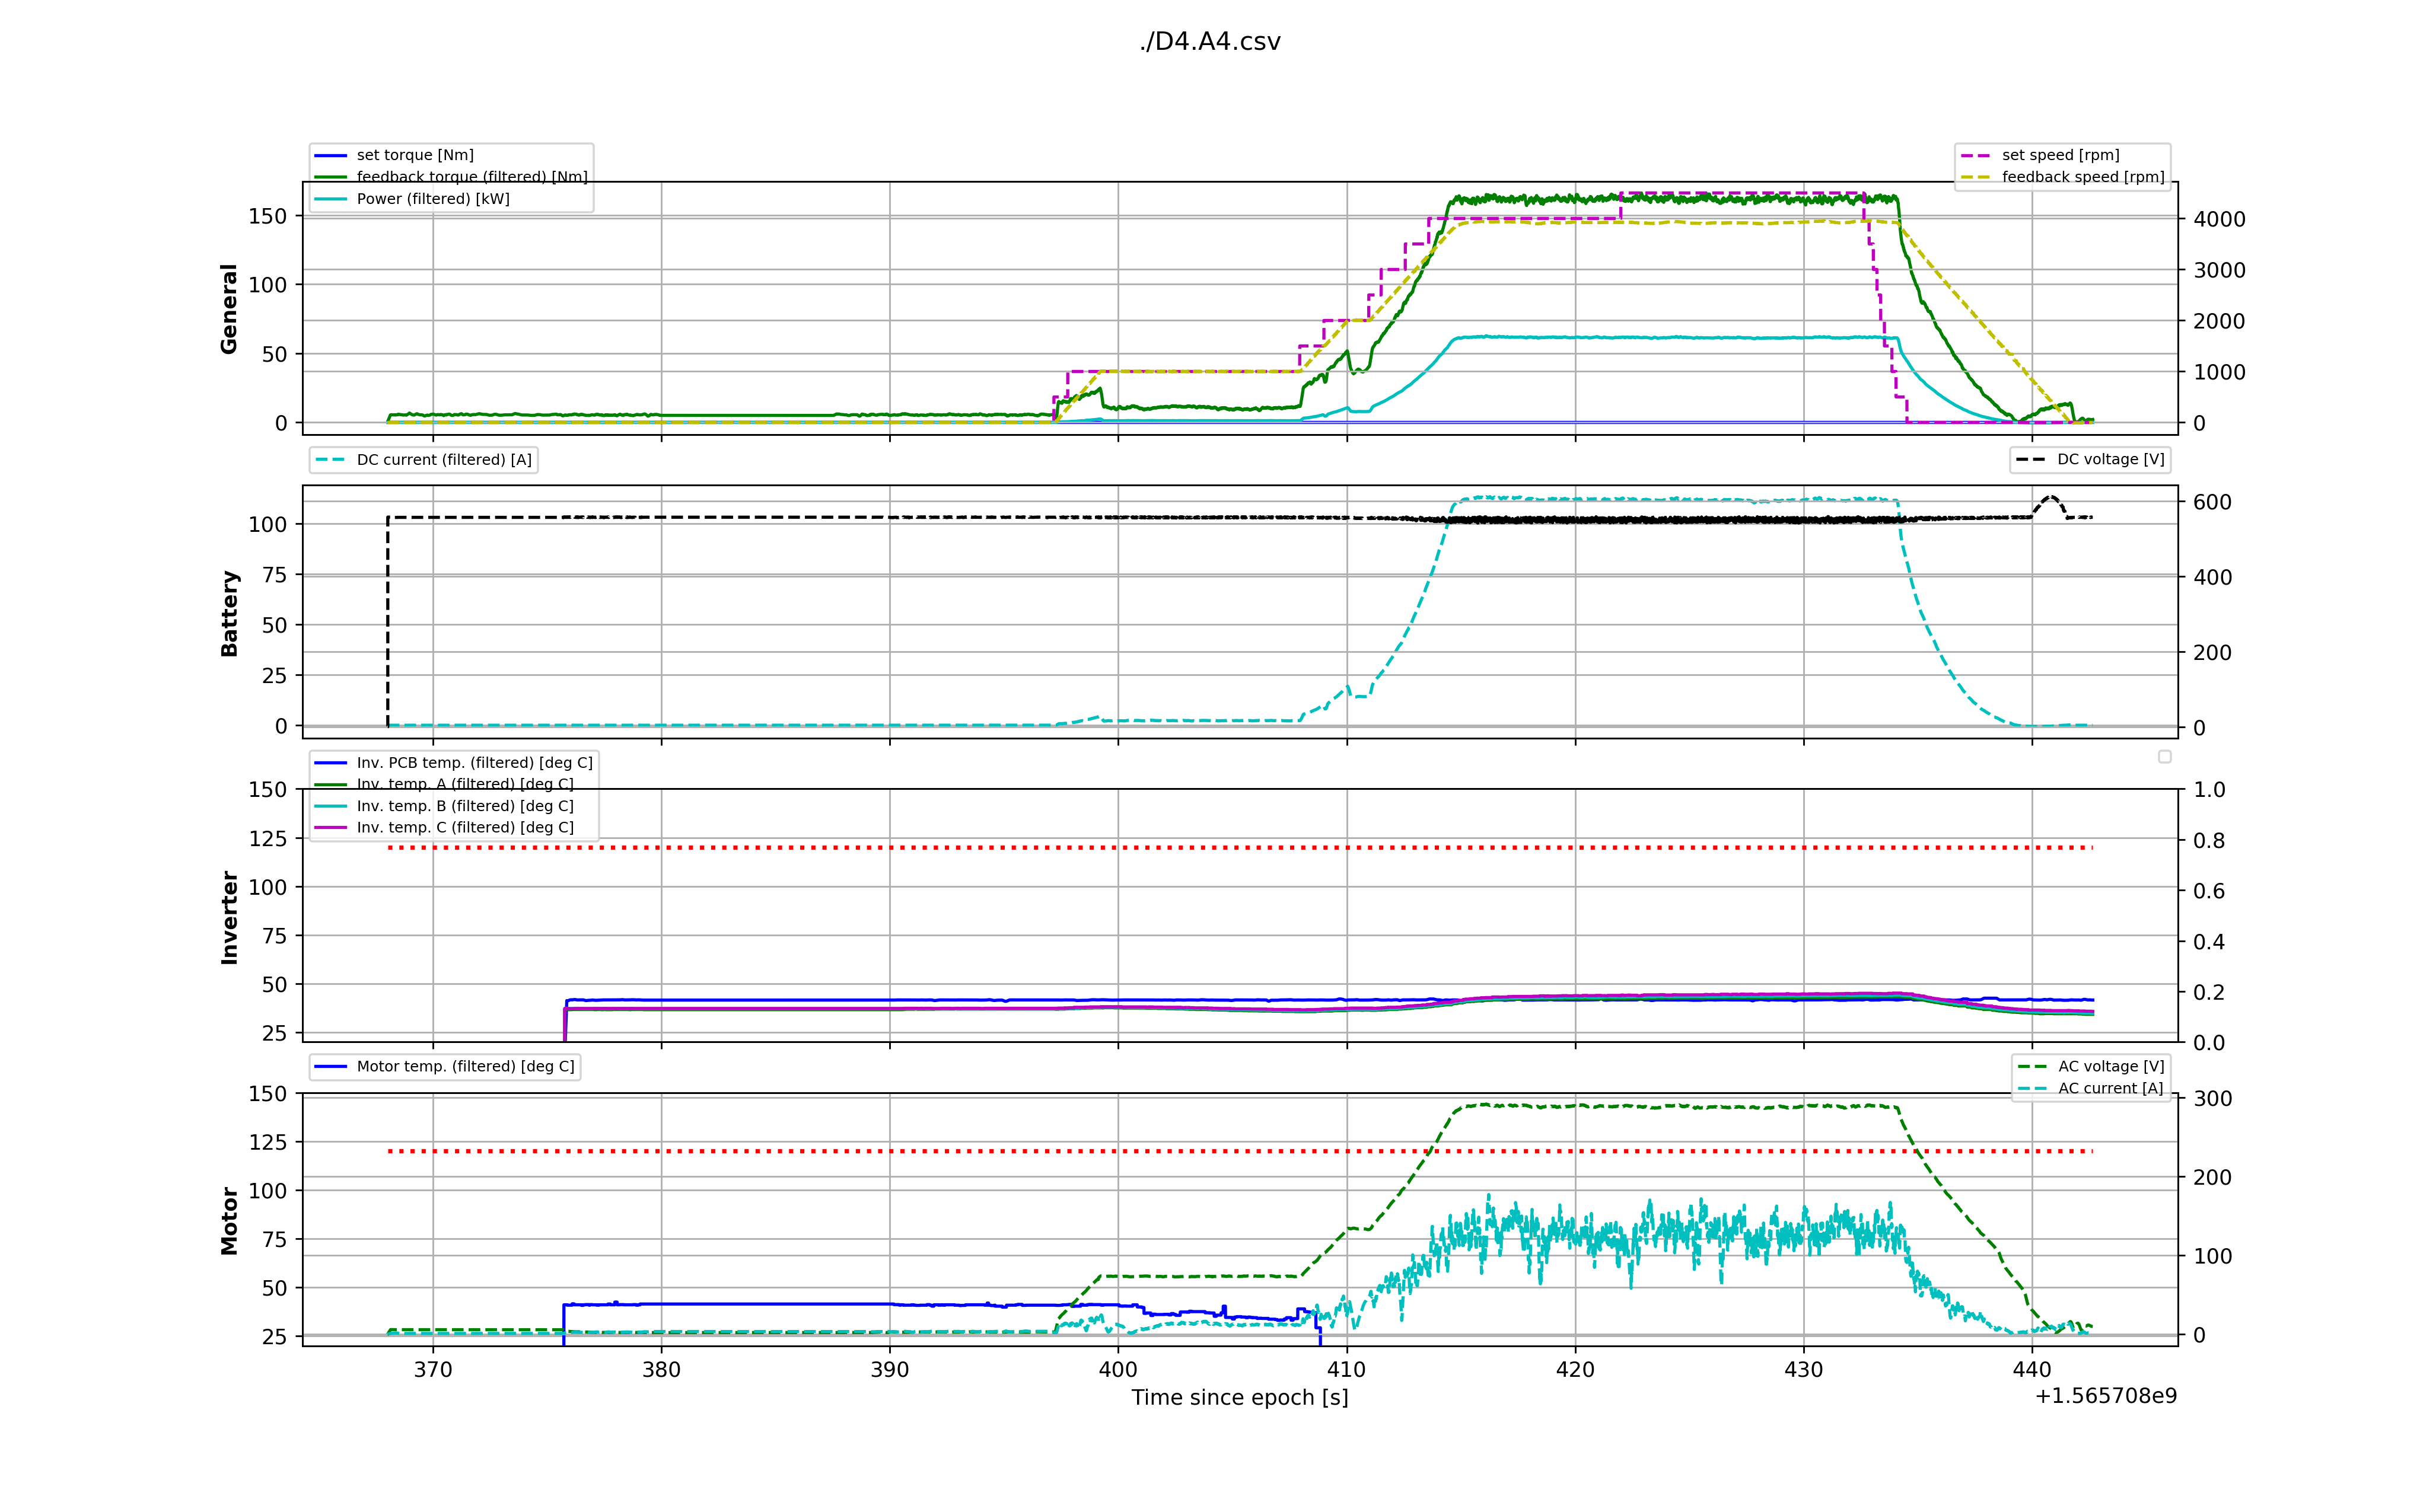 ./D4.A4.csv
set torque [Nm]
feedback torque (filtered) [Nm]
Power (filtered) [kW]
set speed [rpm]
feedback speed [rpm]
General
150
100
50
0
4000
3000
2000
1000
0
DC current (filtered) [A]
DC voltage [V]
Battery
100
75
50
25
0
600
400
200
0
Inv. PCB temp. (filtered) [deg C]
Inv. temp. A (filtered) [deg C]
Inv. temp. B (filtered) [deg C]
Inv. temp. C (filtered) [deg C]
Inverter
150
125
100
75
50
25
1.0
0.8
0.6
0.4
0.2
0.0
Motor temp. (filtered) [deg C]
AC voltage [V]
AC current [A]
Motor
150
125
100
75
50
25
300
200
100
0
370 380 390 400 410 420 430 440
Time since epoch [s]
+1.565708e9